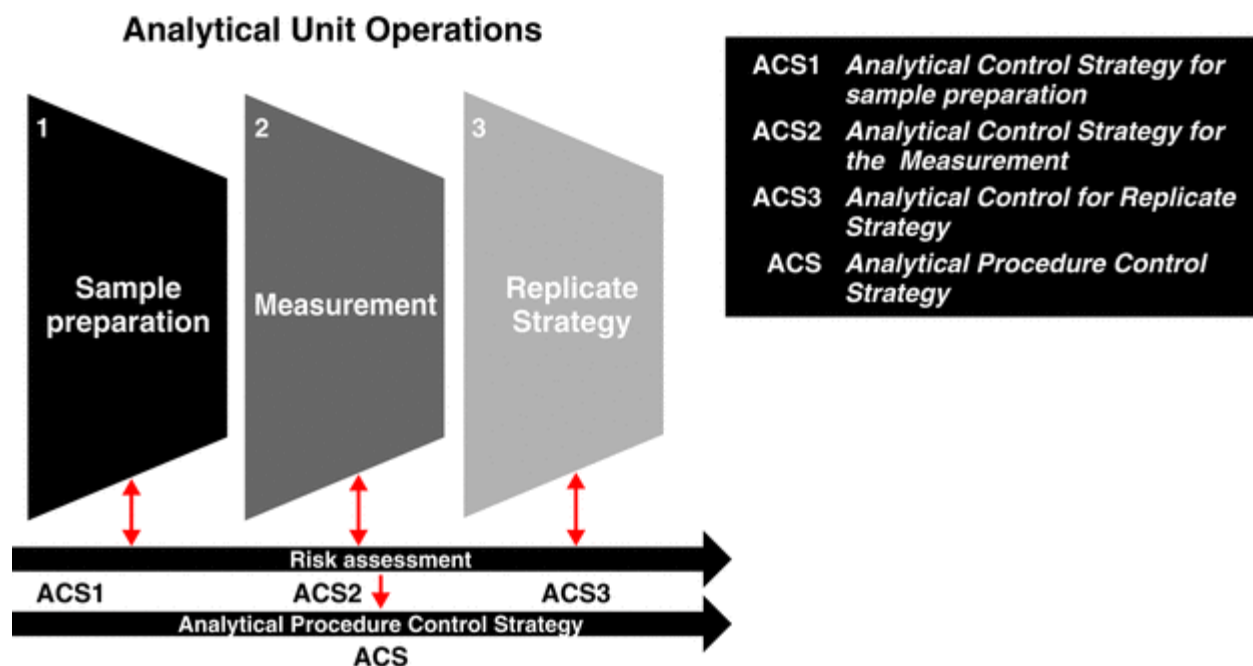 Analytical Unit Operations
1
Sample
preparation
2
Measurement
3
Replicate
Strategy
Risk assessment
ACS1
ACS2
ACS3
Analytical Procedure Control Strategy
ACS
ACS1 Analytical Control Strategy for
sample preparation
ACS2 Analytical Control Strategy for
the Measurement
ACS3 Analytical Control for Replicate
Strategy
ACS Analytical Procedure Control
Strategy